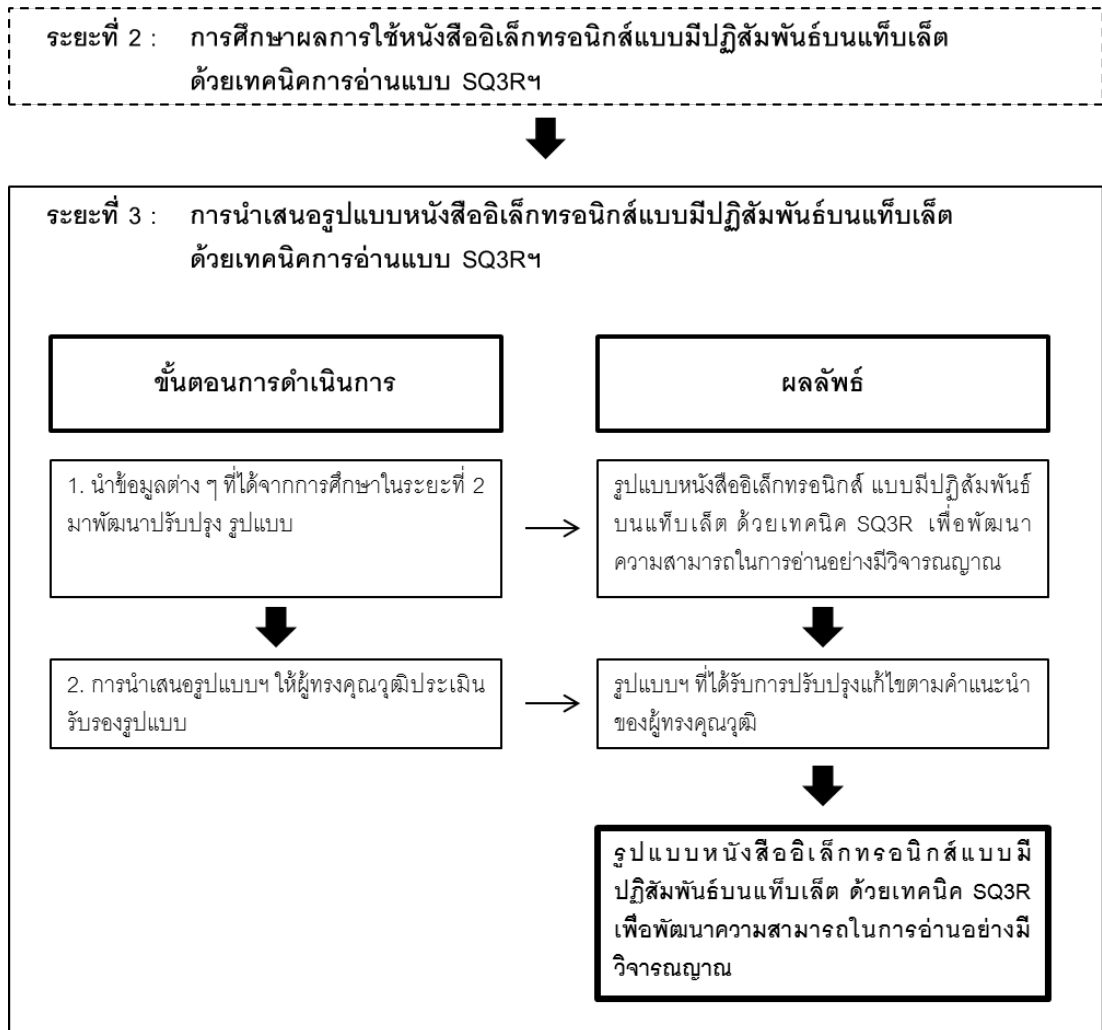 ระยะที่ 2 : การศึกษาผลการใช้หนังสืออิเล็กทรอนิกส์แบบมีปฏิสัมพันธ์บนแท็บเล็ต
ด้วยเทคนิคการอ่านแบบ SQ3Rฯ
ระยะที่ 3 : การนำเสนอรูปแบบหนังสืออิเล็กทรอนิกส์แบบมีปฏิสัมพันธ์บนแท็บเล็ต
ด้วยเทคนิคการอ่านแบบ SQ3Rฯ
ขั้นตอนการดำเนินการ
ผลลัพธ์
1. นำข้อมูลต่าง ๆ ที่ได้จากการศึกษาในระยะที่ 2
มาพัฒนาปรับปรุง รูปแบบ
รูปแบบหนังสืออิเล็กทรอนิกส์ แบบมีปฏิสัมพันธ์
บนแท็บเล็ต ด้วยเทคนิค SQ3R เพื่อพัฒนา
ความสามารถในการอ่านอย่างมีวิจารณญาณ
2. การนำเสนอรูปแบบฯ ให้ผู้ทรงคุณวุฒิประเมิน
รับรองรูปแบบ
รูปแบบฯ ที่ได้รับการปรับปรุงแก้ไขตามคำแนะนำ
ของผู้ทรงคุณวุฒิ
รูปแบบหนังสืออิเล็กทรอนิกส์แบบมี
ปฏิสัมพันธ์บนแท็บเล็ต ด้วยเทคนิค SQ3R
เพื่อพัฒนาความสามารถในการอ่านอย่างมี
วิจารณญาณ